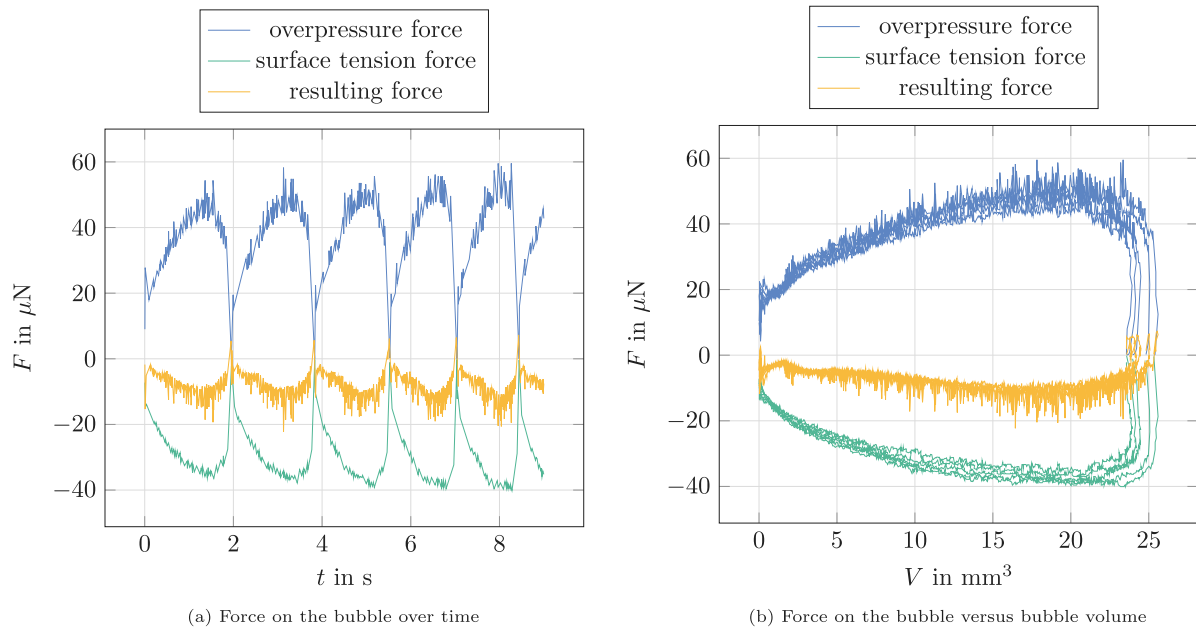 overpressure force
surface tension force
resulting force
60
40
20
0
−20
−40
F in μN
0 2 4 6 8
t in s
(a) Force on the bubble over time
overpressure force
surface tension force
resulting force
60
40
20
0
−20
−40
F in μN
0 5 10 15 20 25
V in mm³
(b) Force on the bubble versus bubble volume